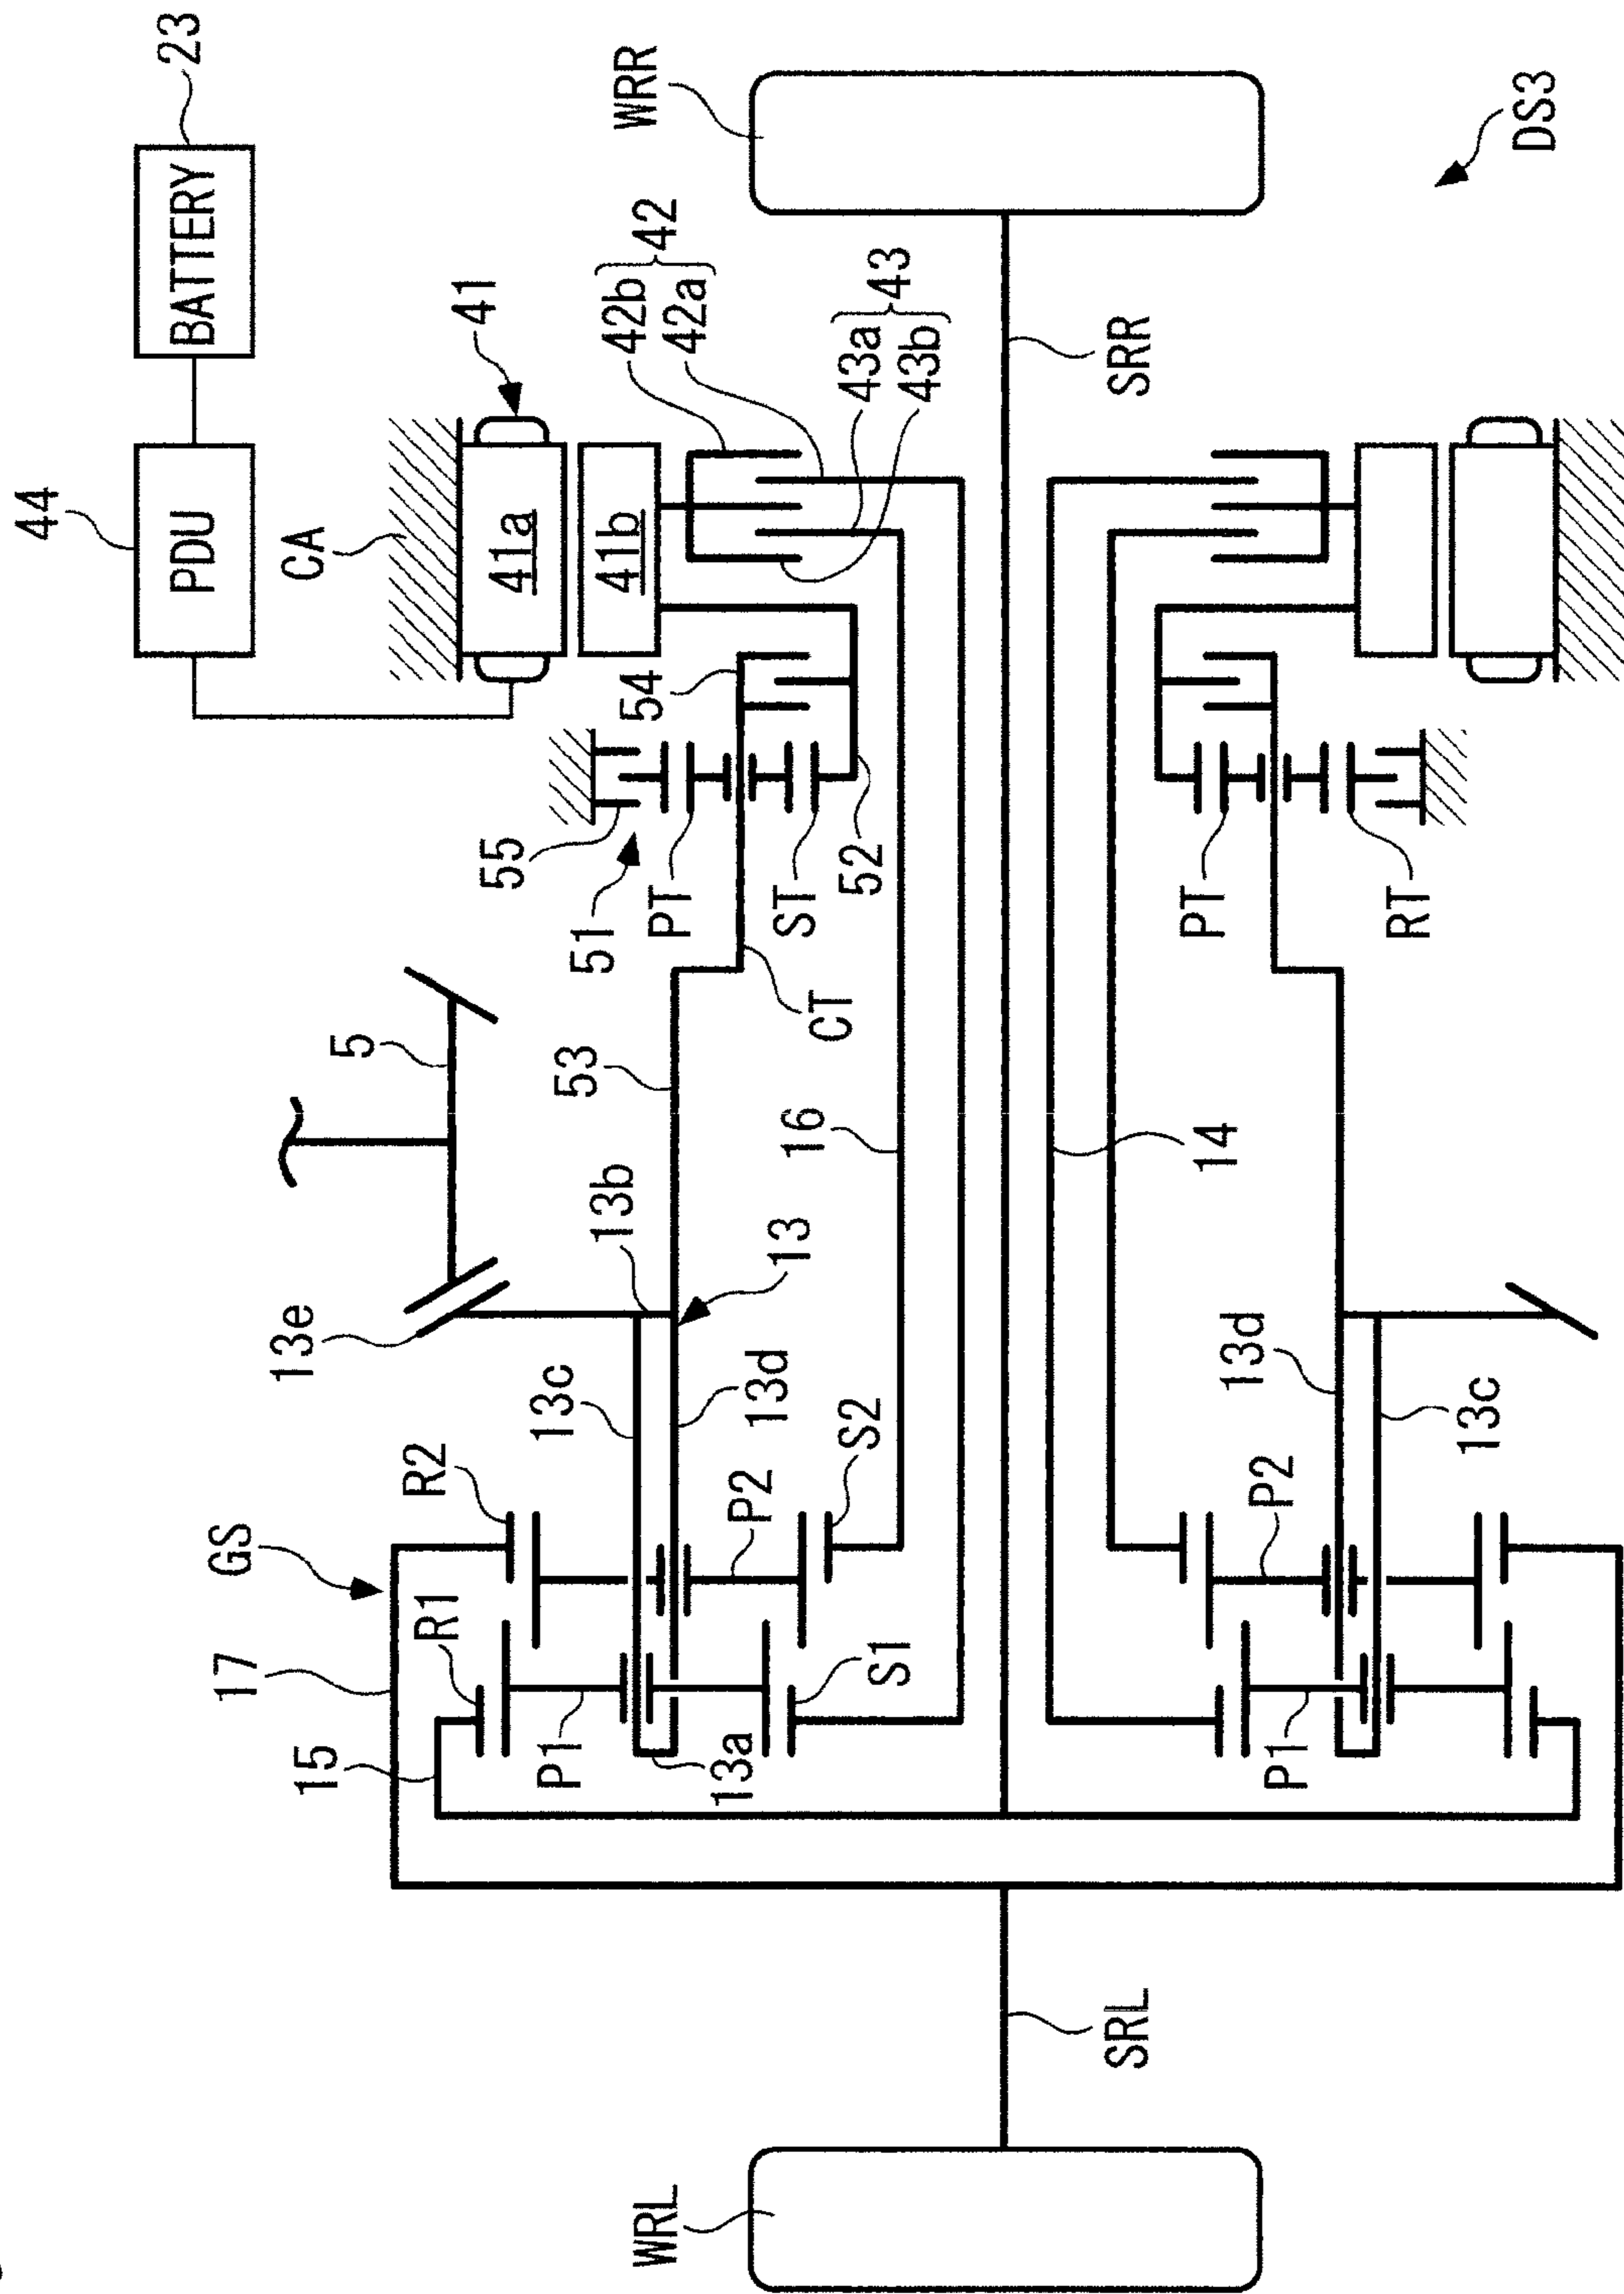 23
BATTERY
44
PDU
CA
41
41a
41b
42b
42a
42
43a
43b
43
WRR
DS3
SRR
54
55
51
PT
ST
52
PT
RT
CT
5
53
16
14
13b
13
13e
13c
13d
13d
13c
R2
S2
P2
P2
GS
R1
17
S1
P1
13a
P1
15
SRL
WRL